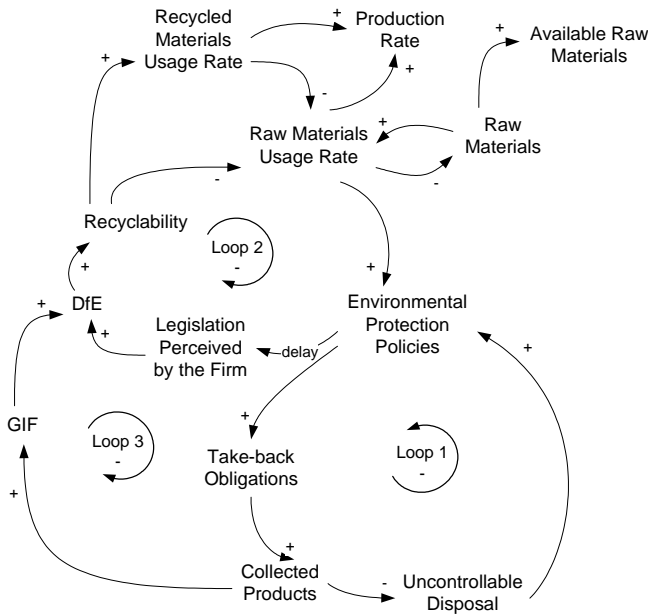 Recycled
Materials
Usage Rate
+
Production
Rate
+
-
+
+
Available Raw
Materials
+
Raw Materials
Usage Rate
+
-
Raw
Materials
-
Recyclability
Loop 2
-
+
+
DfE
+
+
Legislation
Perceived
by the Firm
delay
Environmental
Protection
Policies
+
GIF
Loop 3
-
+
Take-back
Obligations
Loop 1
-
+
+
Collected
Products
-
Uncontrollable
Disposal